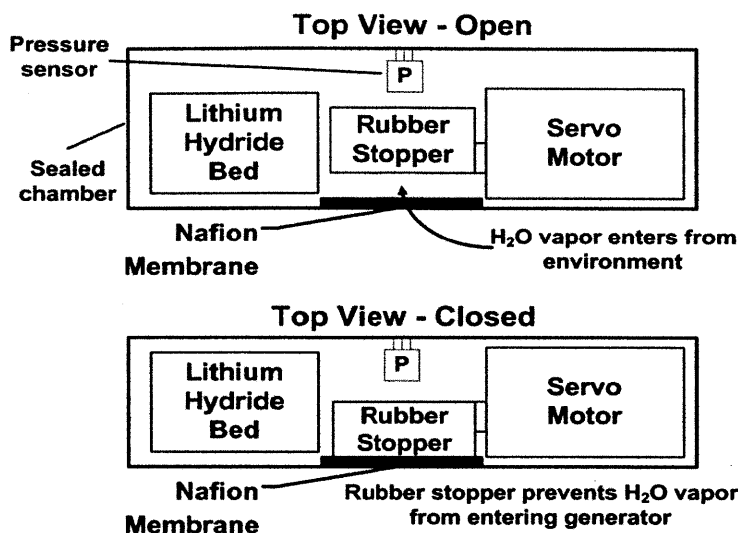 Top View - Open
Pressure
sensor
P
Lithium
Hydride
Bed
Rubber
Stopper
Servo
Motor
Sealed
chamber
Nafion
Membrane
H₂O vapor enters from
environment
Top View - Closed
P
Lithium
Hydride
Bed
Rubber
Stopper
Servo
Motor
Nafion
Membrane
Rubber stopper prevents H₂O vapor
from entering generator